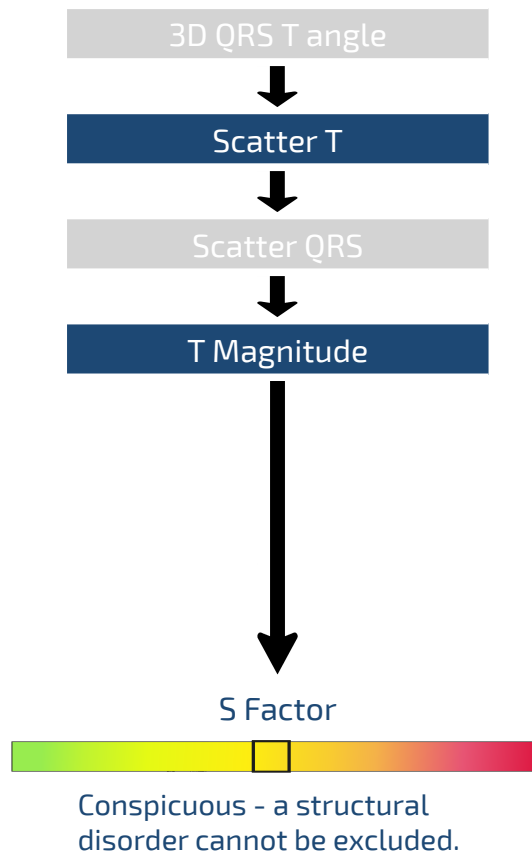 3D QRS T angle
Scatter T
Scatter QRS
T Magnitude
S Factor
Conspicuous - a structural
disorder cannot be excluded.